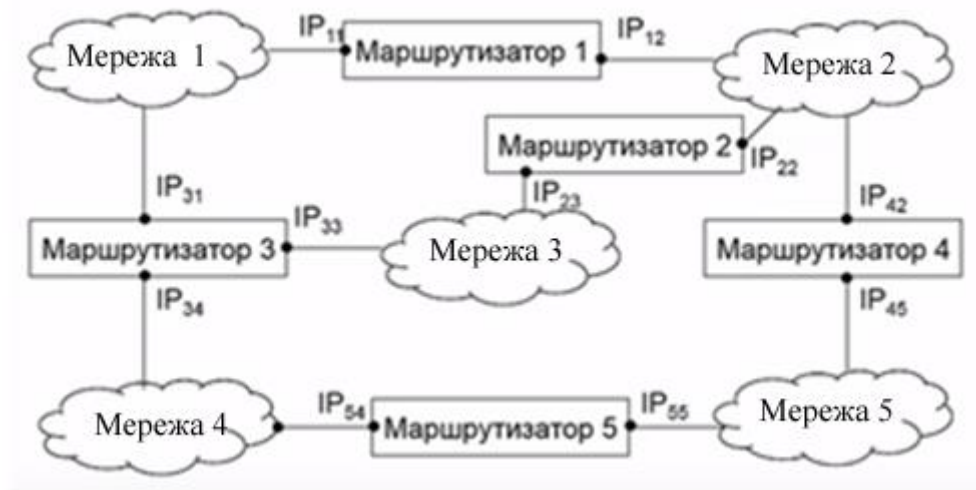 Мережа 1
IP11
Маршрутизатор 1
IP12
Мережа 2
Маршрутизатор 2
IP22
IP31
IP23
IP42
IP33
Маршрутизатор 3
Мережа 3
Маршрутизатор 4
IP34
IP45
Мережа 4
IP54
Маршрутизатор 5
IP55
Мережа 5